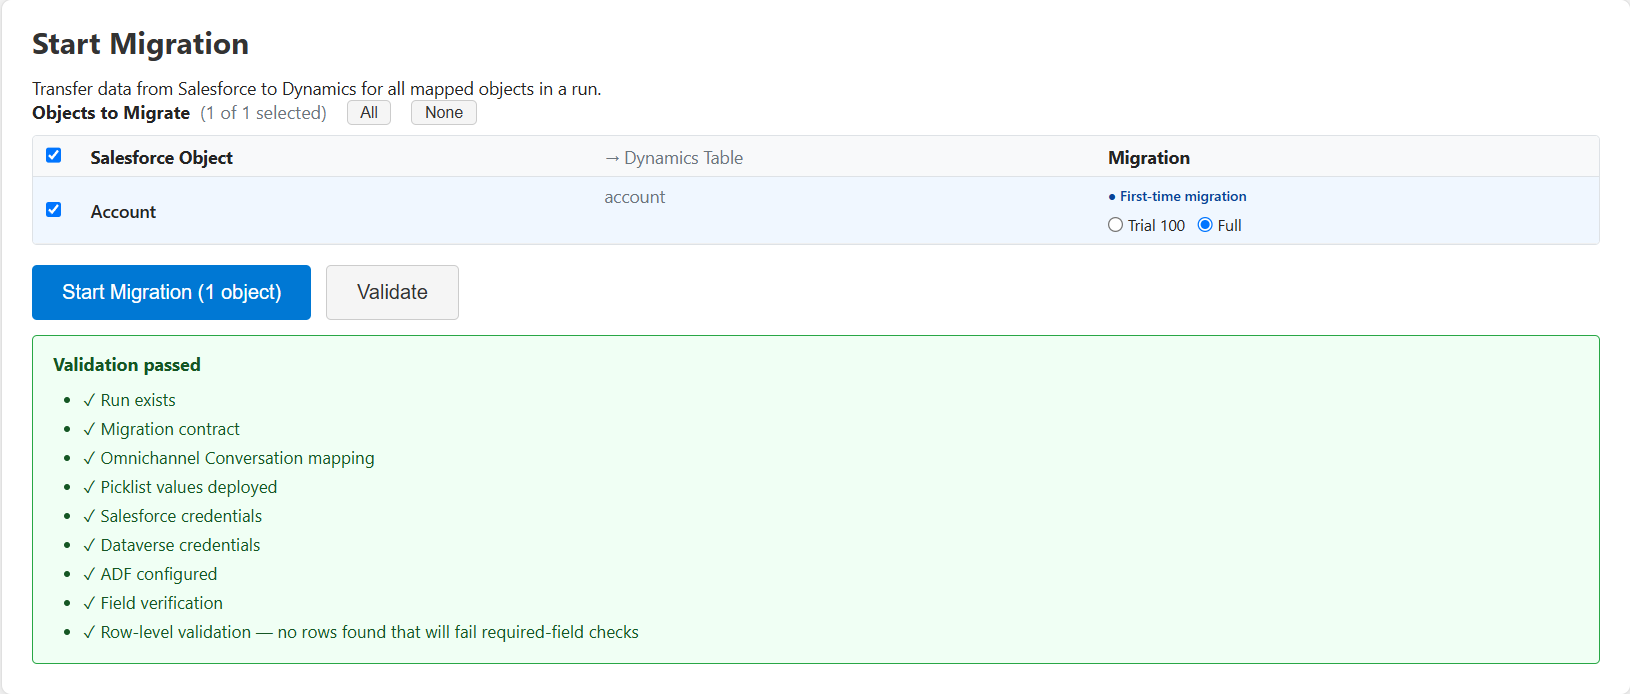 Start Migration
Transfer data from Salesforce to Dynamics for all mapped objects in a run.
Objects to Migrate (1 of 1 selected) All None
Salesforce Object → Dynamics Table Migration
Account account • First-time migration
Trial 100 Full
Start Migration (1 object) Validate
Validation passed
• ✓ Run exists
• ✓ Migration contract
• ✓ Omnichannel Conversation mapping
• ✓ Picklist values deployed
• ✓ Salesforce credentials
• ✓ Dataverse credentials
• ✓ ADF configured
• ✓ Field verification
• ✓ Row-level validation — no rows found that will fail required-field checks